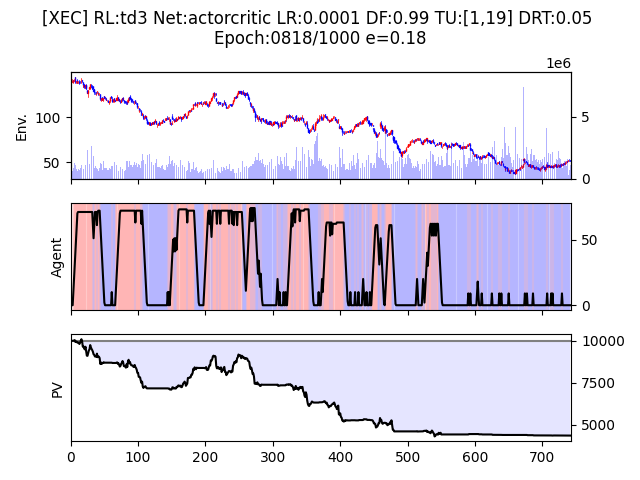 [XEC] RL:td3 Net:actorcritic LR:0.0001 DF:0.99 TU:[1,19] DRT:0.05
Epoch:0818/1000 e=0.18
1e6
Env.
100
50
5
0
Agent
50
0
PV
10000
7500
5000
0 100 200 300 400 500 600 700